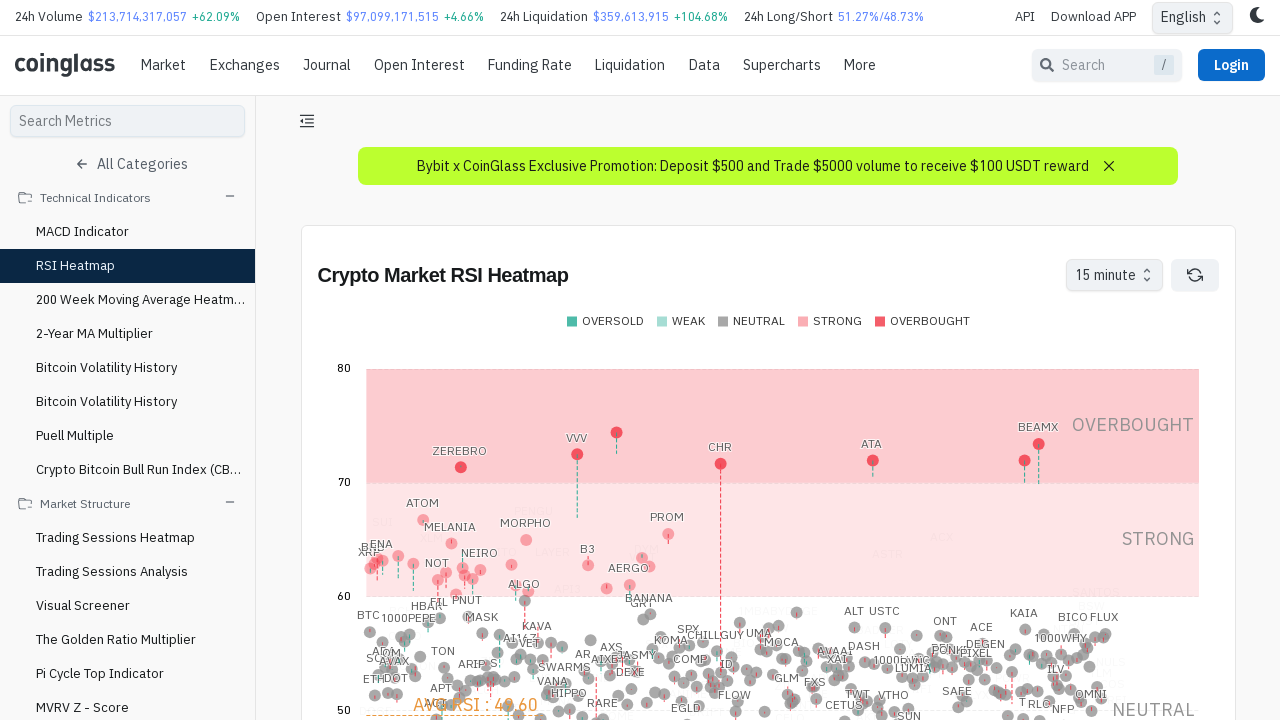 24h Volume $213,714,317,057 +62.09% Open Interest $97,099,171,515 +4.66% 24h Liquidation $359,613,915 +104.68% 24h Long/Short 51.27%/48.73% API Download APP English
coinglass Market Exchanges Journal Open Interest Funding Rate Liquidation Data Supercharts More Search / Login
Search Metrics
All Categories
Technical Indicators
MACD Indicator
RSI Heatmap
200 Week Moving Average Heatm...
2-Year MA Multiplier
Bitcoin Volatility History
Bitcoin Volatility History
Puell Multiple
Crypto Bitcoin Bull Run Index (CB...
Market Structure
Trading Sessions Heatmap
Trading Sessions Analysis
Visual Screener
The Golden Ratio Multiplier
Pi Cycle Top Indicator
MVRV Z - Score
Bybit x CoinGlass Exclusive Promotion: Deposit $500 and Trade $5000 volume to receive $100 USDT reward
Crypto Market RSI Heatmap
15 minute
OVERSOLD WEAK NEUTRAL STRONG OVERBOUGHT
80
OVERBOUGHT
ZEREBRO VVV CHR ATA BEAMX
70
ATOM
MELANIA MORPHO PROM
STRONG
ENA NEIRO B3
NOT AERGO
ALGO
60
FIL PNUT BANANA
HBAR
BTC 1000PEPE MASK ALT USTC KAIA BICO FLUX
KAVA SPX CHILLGUY UMA ONT ACE
VET KOMA MOCA DASH DEGEN 1000WHY
TON AR AXS JASMY
AVAX ARIP SWARMS AIXB COMP ID XAI LUMIA ILV
DOT VANA DEXE GLM FXS
APT HIPPO FLOW TWT VTHO SAFE OMNI
RARE EGLD CETUS RLC NFP
SUN
AVG RSI : 49.60
50
NEUTRAL